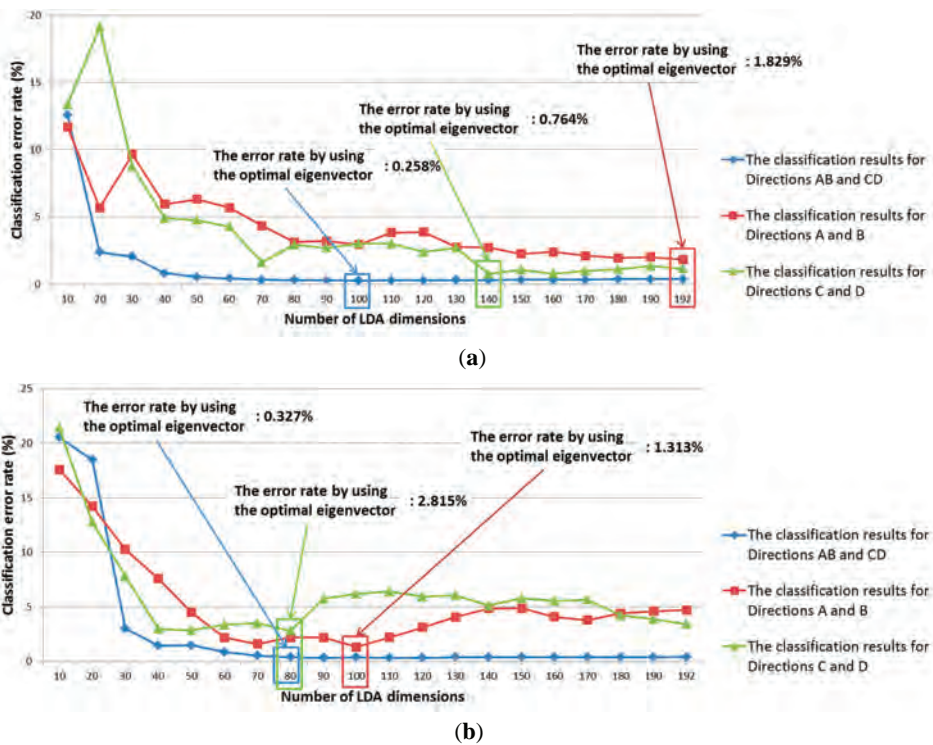 20
15
10
5
0
Classification error rate (%)
The error rate by using
the optimal eigenvector : 1.829%
The error rate by using
the optimal eigenvector : 0.764%
The error rate by using
the optimal eigenvector : 0.258%
The classification results for
Directions AB and CD
The classification results for
Directions A and B
The classification results for
Directions C and D
10 20 30 40 50 60 70 80 90 100 110 120 130 140 150 160 170 180 190 192
Number of LDA dimensions
(a)
25
20
15
10
5
0
Classification error rate (%)
The error rate by using
the optimal eigenvector : 0.327%
The error rate by using
the optimal eigenvector : 1.313%
The error rate by using
the optimal eigenvector : 2.815%
The classification results for
Directions AB and CD
The classification results for
Directions A and B
The classification results for
Directions C and D
10 20 30 40 50 60 70 80 90 100 110 120 130 140 150 160 170 180 190 192
Number of LDA dimensions
(b)